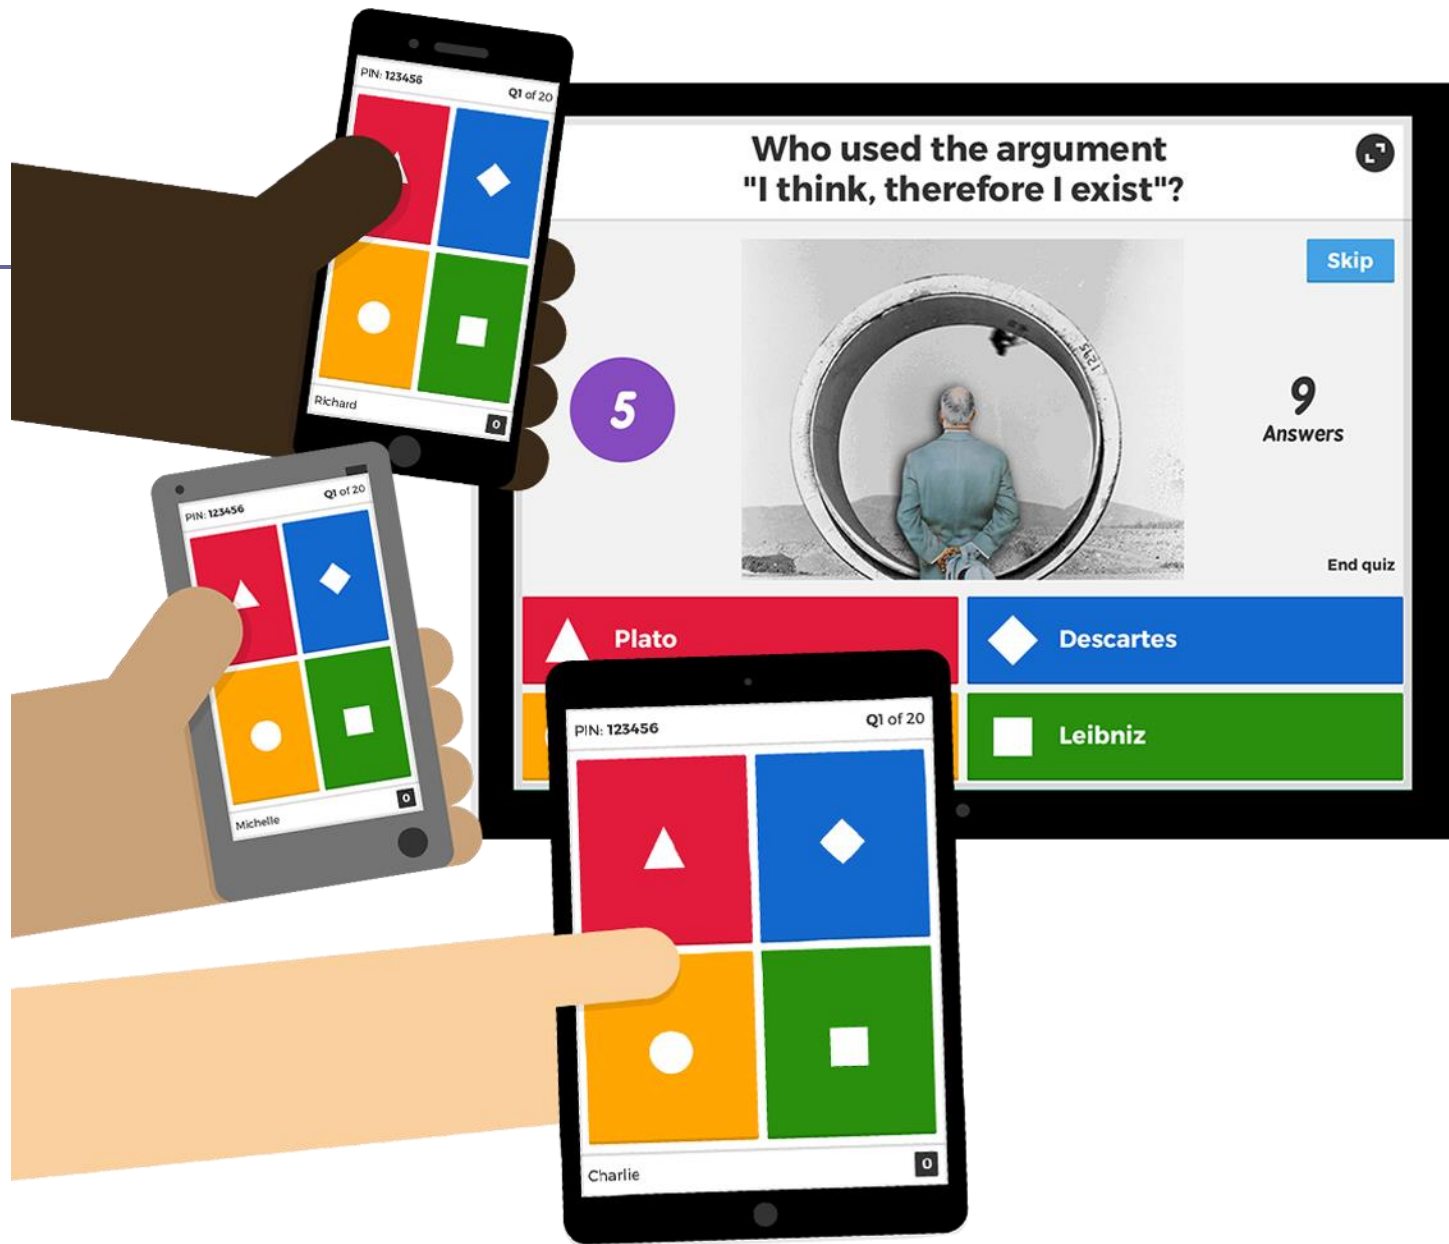 PIN: 123456
Q1 of 20
Richard
0
Who used the argument
"I think, therefore I exist"?
Skip
5
1295
9
Answers
End quiz
Plato
Descartes
Leibniz
PIN: 123456
Q1 of 20
Michelle
0
PIN: 123456
Q1 of 20
Charlie
0